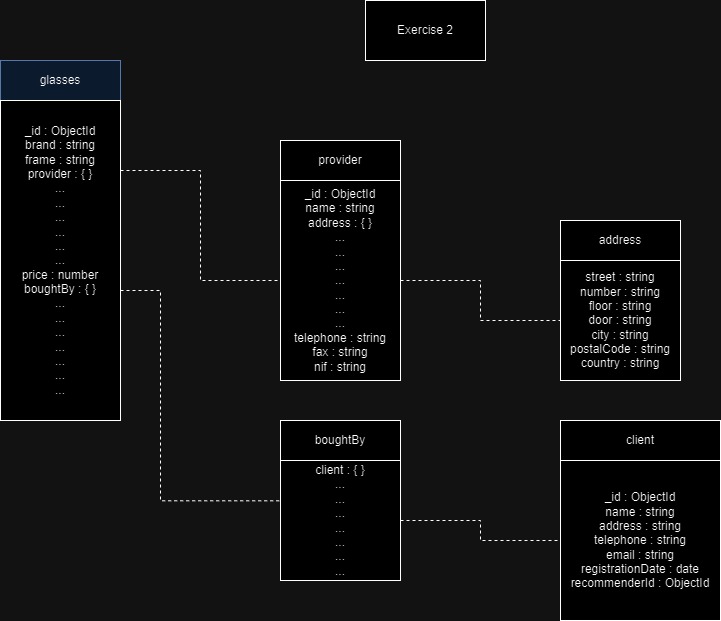 Exercise 2
glasses
_id : ObjectId
brand : string
frame : string
provider : { }
...
...
...
...
...
...
price : number
boughtBy : { }
...
...
...
...
...
...
...
provider
_id : ObjectId
name : string
address : { }
...
...
...
...
...
...
...
telephone : string
fax : string
nif : string
address
street : string
number : string
floor : string
door : string
city : string
postalCode : string
country : string
boughtBy
client : { }
...
...
...
...
...
...
...
client
_id : ObjectId
name : string
address : string
telephone : string
email : string
registrationDate : date
recommenderId : ObjectId